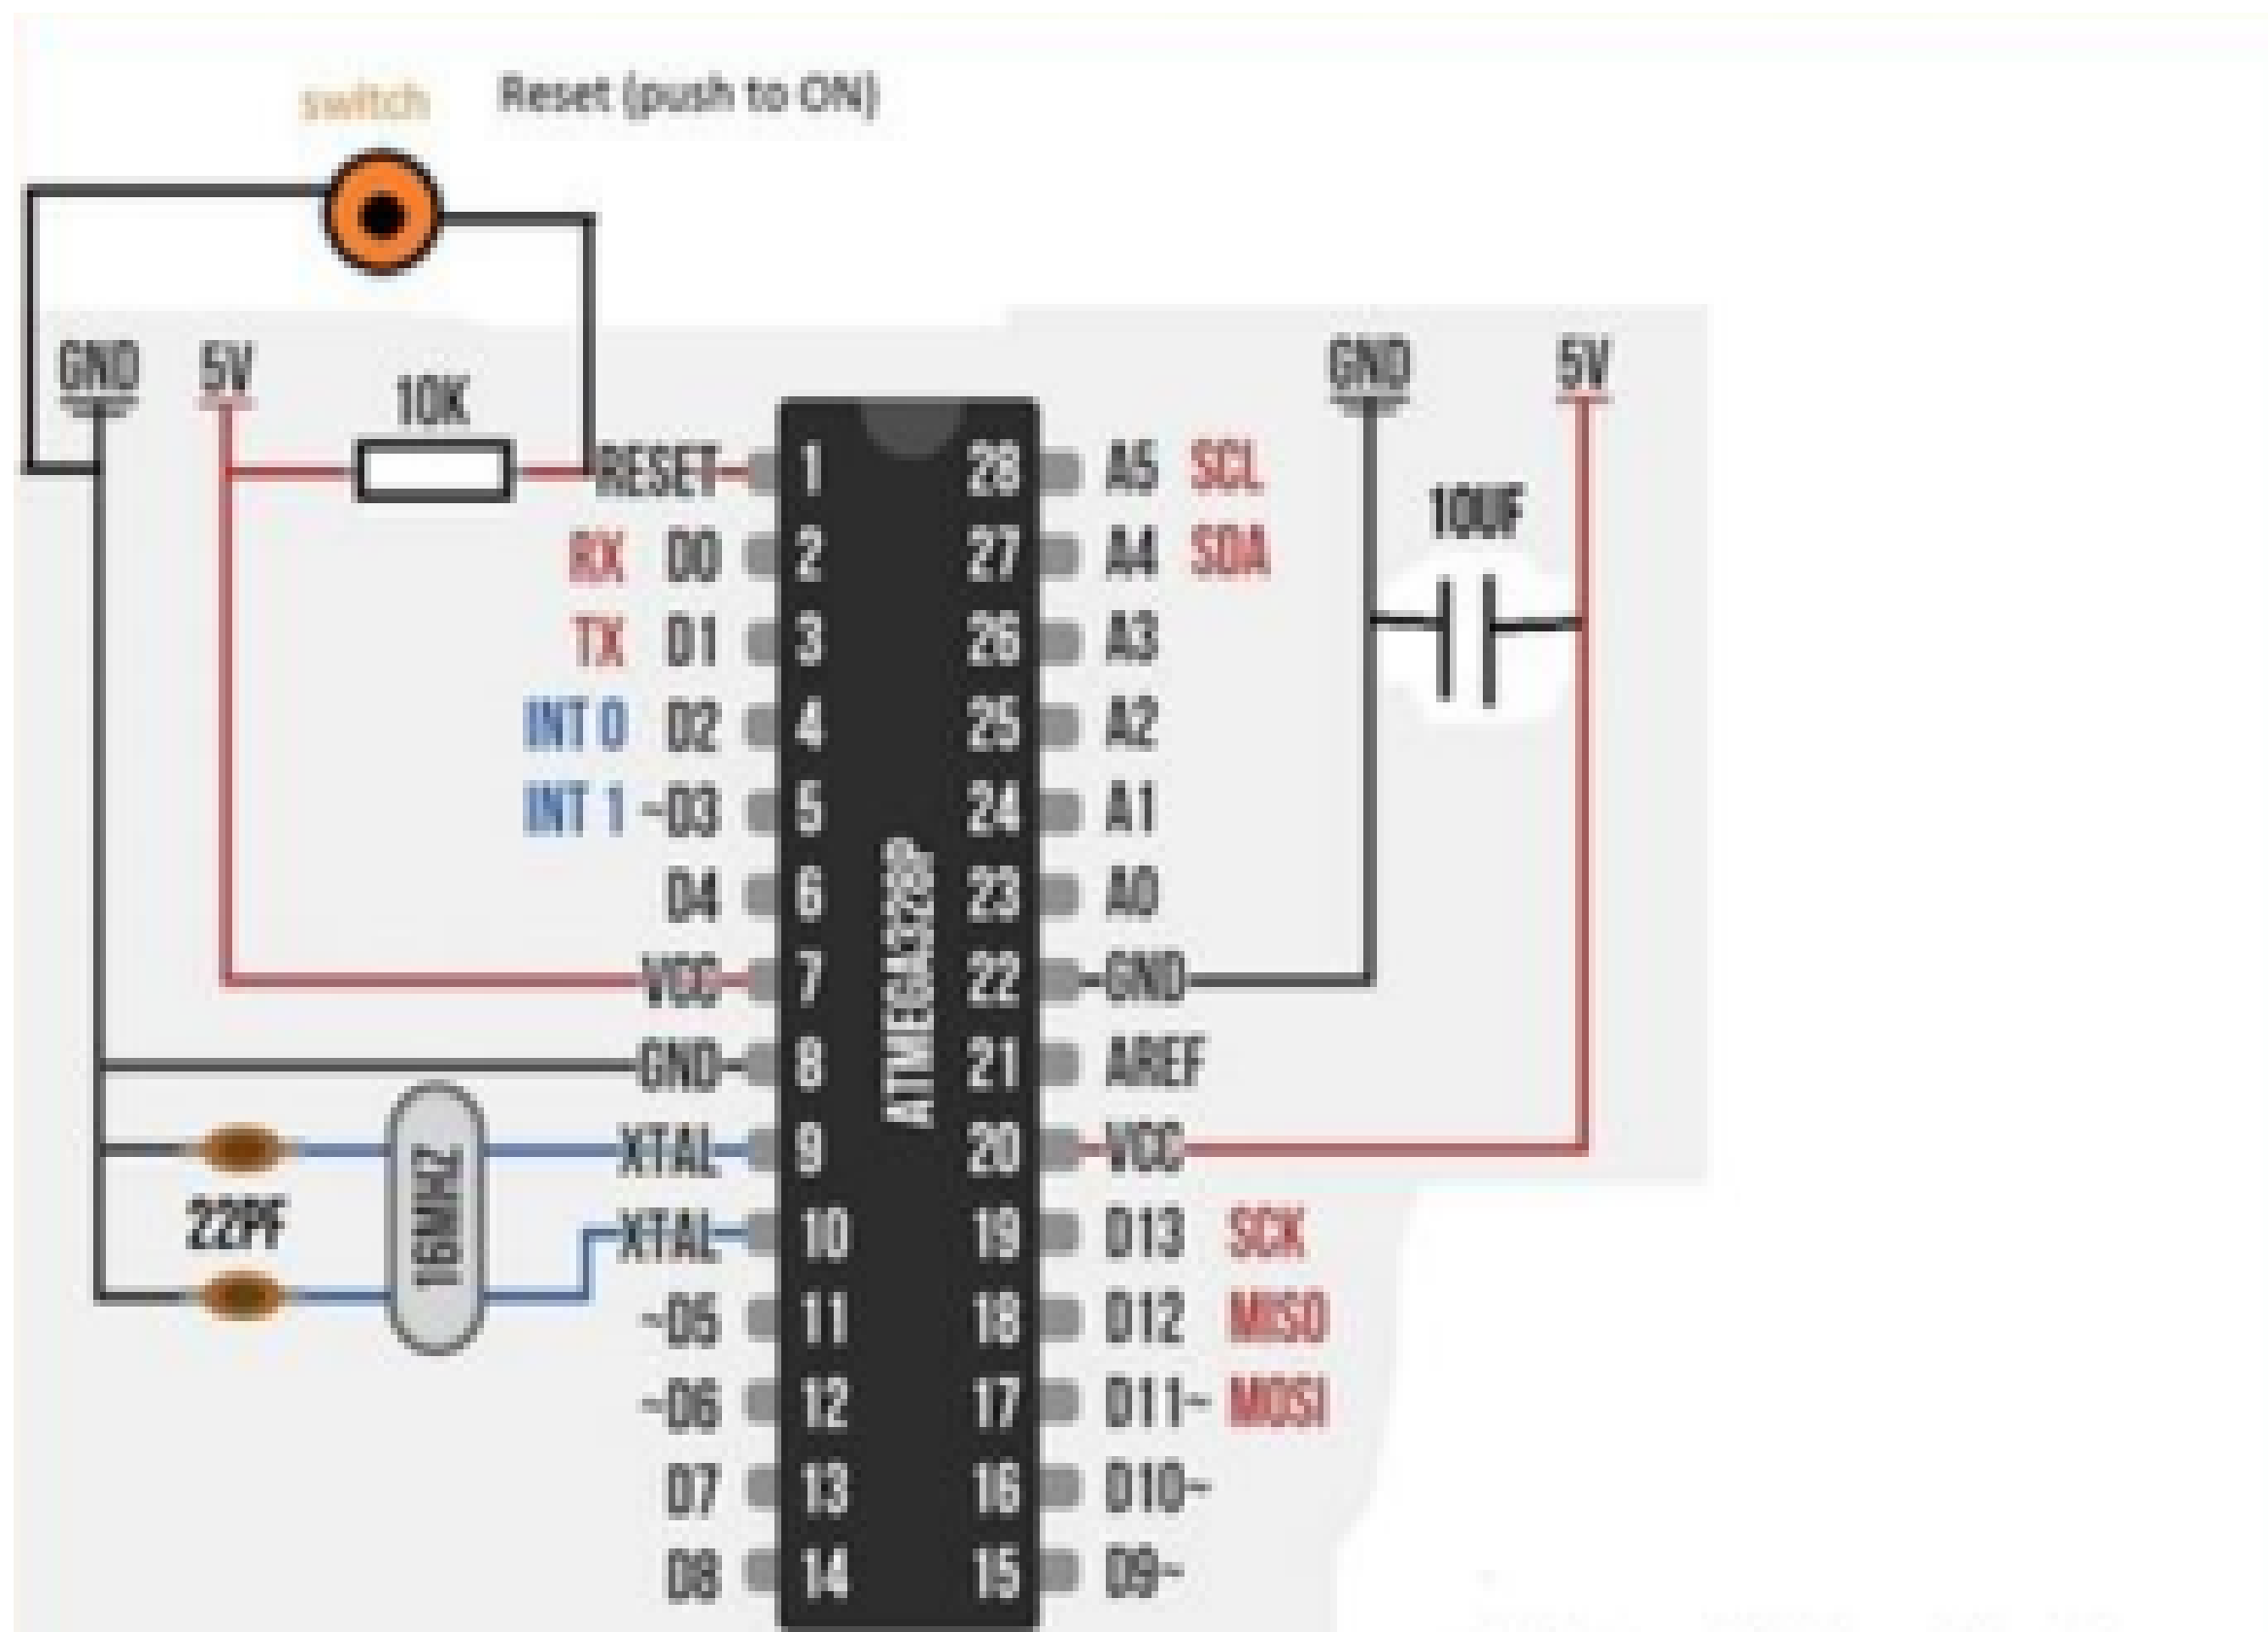 switch Reset (push to ON)
GND 5V 10K GND 5V
RESET 1 28 A5 SCL
10UF
RX D0 2 27 A4 SDA
TX D1 3 26 A3
INT 0 D2 4 25 A2
INT 1 ~D3 5 24 A1
D4 6 23 A0
VCC 7 22 GND
ATMEGA328P
GND 8 21 AREF
XTAL 9 20 VCC
22PF 16MHZ
XTAL 10 19 D13 SCK
~D5 11 18 D12 MISO
~D6 12 17 D11~ MOSI
D7 13 16 D10~
D8 14 15 D9~